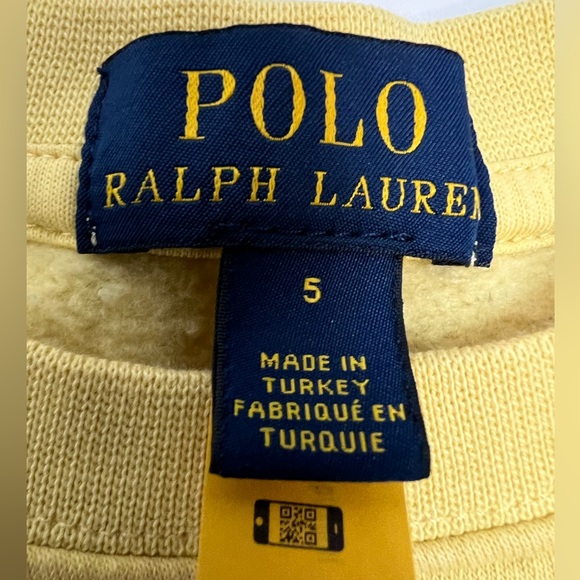 POLO
RALPH LAUREN
5
MADE IN
TURKEY
FABRIQUÉ EN
TURQUIE